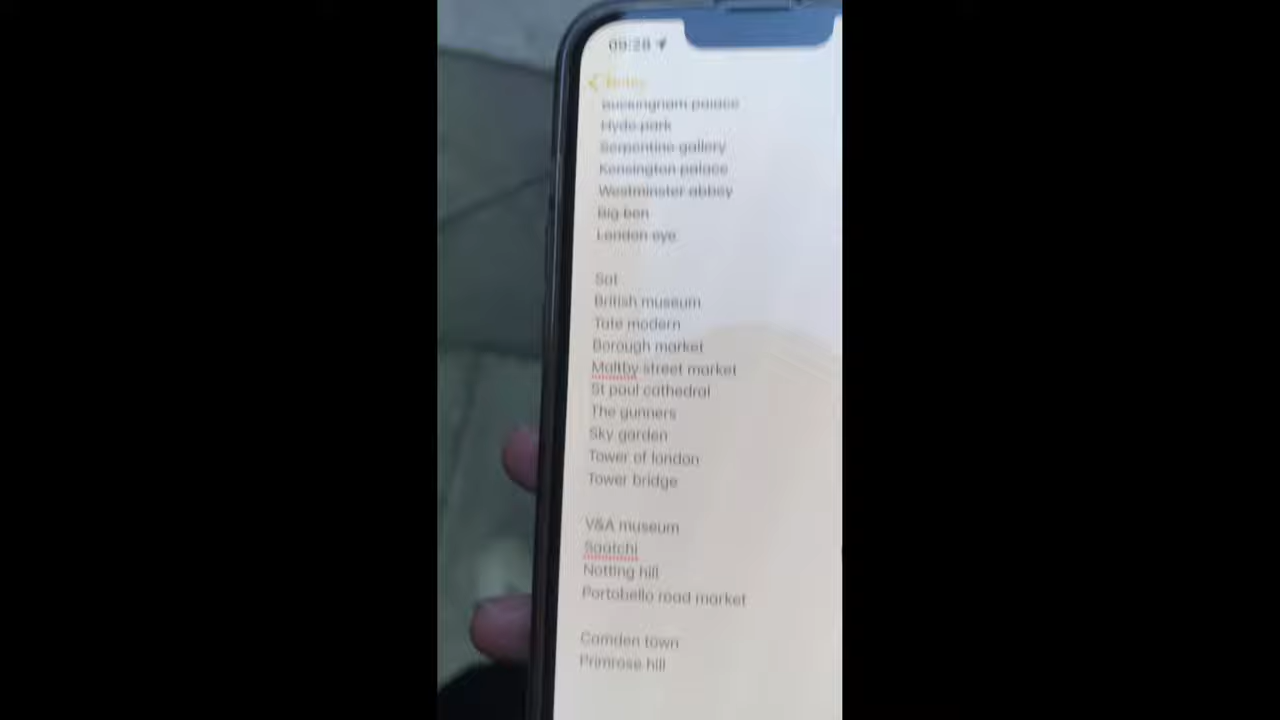 09:28
Notes
Buckingham palace
Hyde park
Serpentine gallery
Kensington palace
Westminster abbey
Big ben
London eye
Sat
British museum
Tate modern
Borough market
Maltby street market
St paul cathedral
The gunners
Sky garden
Tower of london
Tower bridge
V&A museum
Saatchi
Notting hill
Portobello road market
Camden town
Primrose hill